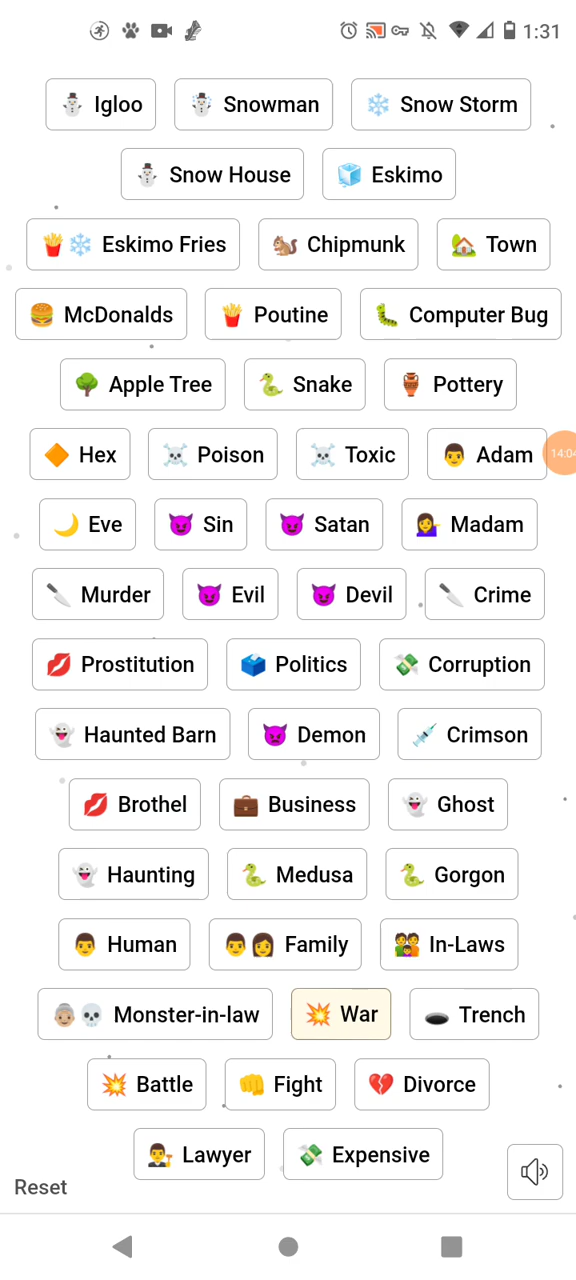 1:31
Igloo Snowman Snow Storm
Snow House Eskimo
Eskimo Fries Chipmunk Town
McDonalds Poutine Computer Bug
Apple Tree Snake Pottery
Hex Poison Toxic Adam
14:04
Eve Sin Satan Madam
Murder Evil Devil Crime
Prostitution Politics Corruption
Haunted Barn Demon Crimson
Brothel Business Ghost
Haunting Medusa Gorgon
Human Family In-Laws
Monster-in-law War Trench
Battle Fight Divorce
Lawyer Expensive
Reset